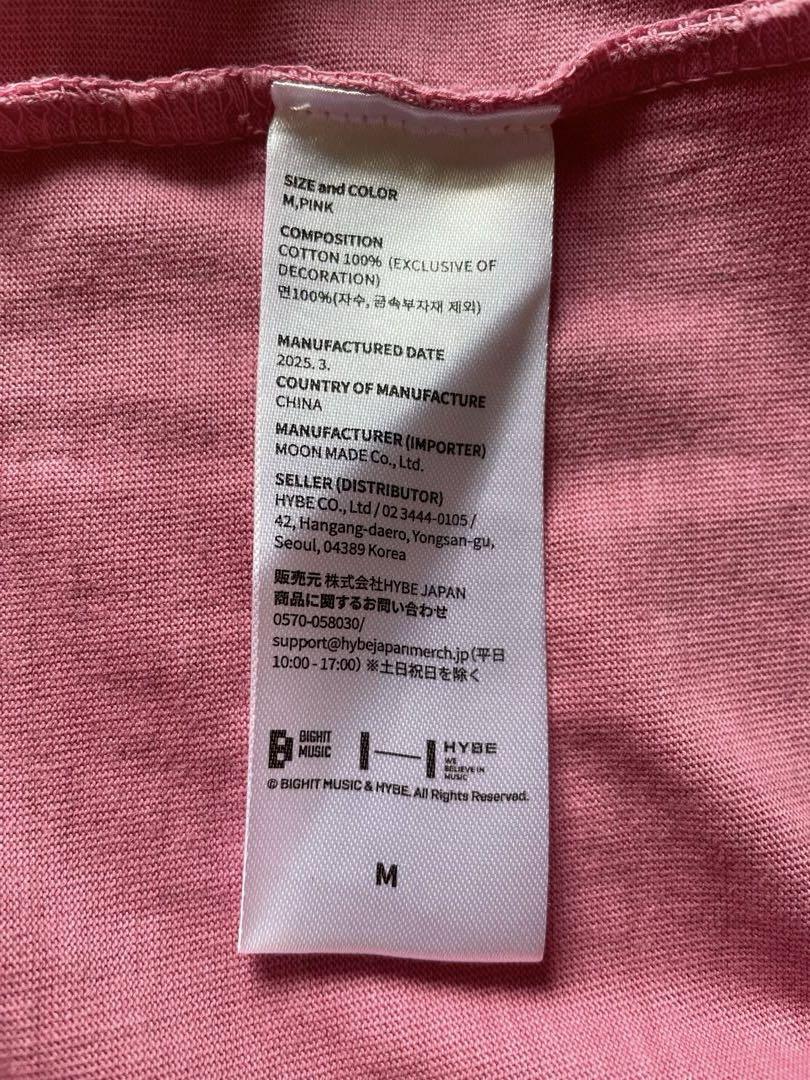 SIZE and COLOR
M,PINK
COMPOSITION
COTTON 100% (EXCLUSIVE OF
DECORATION)
면100%(자수, 금속부자재 제외)
MANUFACTURED DATE
2025. 3.
COUNTRY OF MANUFACTURE
CHINA
MANUFACTURER (IMPORTER)
MOON MADE Co., Ltd.
SELLER (DISTRIBUTOR)
HYBE CO., Ltd / 02 3444-0105 /
42, Hangang-daero, Yongsan-gu,
Seoul, 04389 Korea
販売元 株式会社HYBE JAPAN
商品に関するお問い合わせ
0570-058030/
support@hybejapanmerch.jp (平日
10:00 - 17:00) ※土日祝日を除く
BIGHIT
MUSIC
HYBE
WE
BELIEVE IN
MUSIC
© BIGHIT MUSIC & HYBE. All Rights Reserved.
M